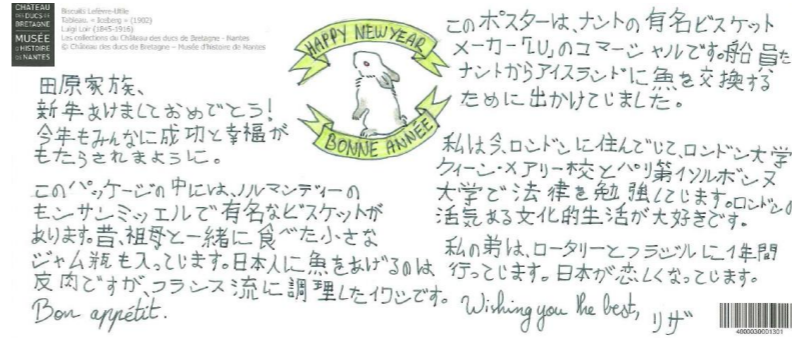 CHATEAU
DES DUCS DE
BRETAGNE
MUSÉE
D'HISTOIRE
DE NANTES
Biscuits Lefèvre-Utile
Tableau. « Iceberg » (1902)
Luigi Loir (1845-1916)
Les collections du Château des ducs de Bretagne - Nantes
© Château des ducs de Bretagne – Musée d'histoire de Nantes
田原家族、
新年あけましておめでとう!
今年もみんなに成功と幸福が
もたらされますように。
このパッケージの中には、ノルマンディーの
モンサンミッエルで有名なビスケットが
あります。昔、祖母と一緒に食べた小さな
ジャム瓶も入ってじます。日本人に魚をあげるのは
皮肉ですが、フランス流に調理したイワシです。
Bon appétit.
HAPPY NEW YEAR
BONNE ANNÉE
このポスターは、ナントの有名ビスケット
メーカー「LU」のコマーシャルです。船員た
ナントからアイスランドに魚を交換する
ために出かけてじました。
私は今、ロンドンに住んでじて、ロンドン大学
クィーン・メアリー校とパリ第1ソルボンヌ
大学で法律を勉強してじます。ロンドンの
活気ある文化的生活が大好きです。
私の弟は、ロータリーとブラジルに1年間
行ってじます。日本が恋しくなってじます。
Wishing you the best,
リザ
4600030001301